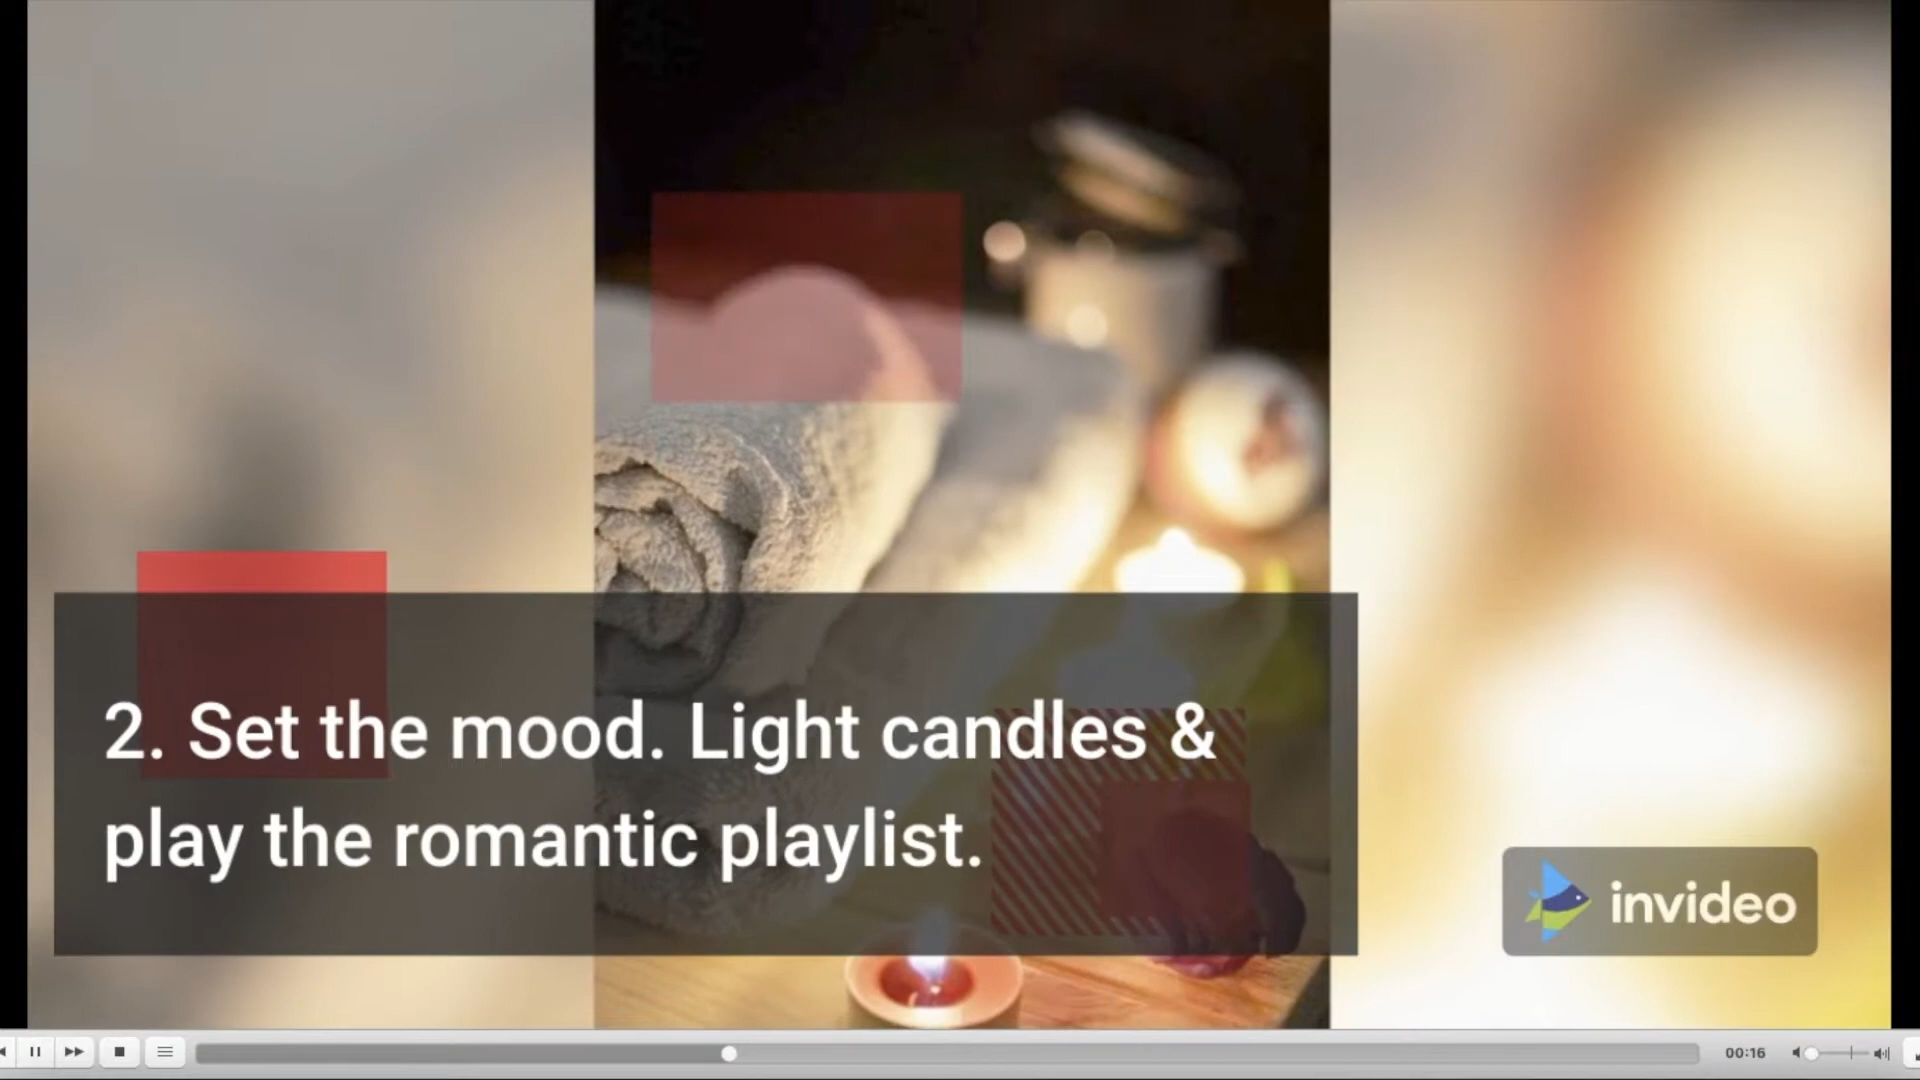 2. Set the mood. Light candles &
play the romantic playlist.
invideo
00:16